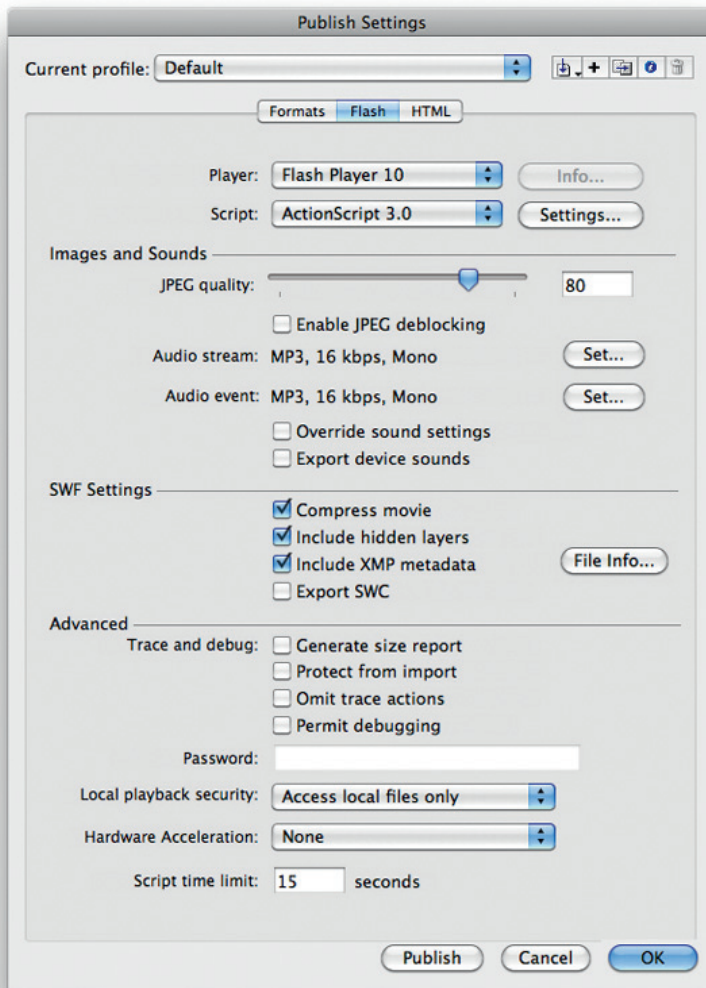 Publish Settings
Current profile: Default
Formats Flash HTML
Player: Flash Player 10 Info...
Script: ActionScript 3.0 Settings...
Images and Sounds
JPEG quality: 80
Enable JPEG deblocking
Audio stream: MP3, 16 kbps, Mono Set...
Audio event: MP3, 16 kbps, Mono Set...
Override sound settings
Export device sounds
SWF Settings
Compress movie
Include hidden layers
Include XMP metadata File Info...
Export SWC
Advanced
Trace and debug: Generate size report
Protect from import
Omit trace actions
Permit debugging
Password:
Local playback security: Access local files only
Hardware Acceleration: None
Script time limit: 15 seconds
Publish Cancel OK